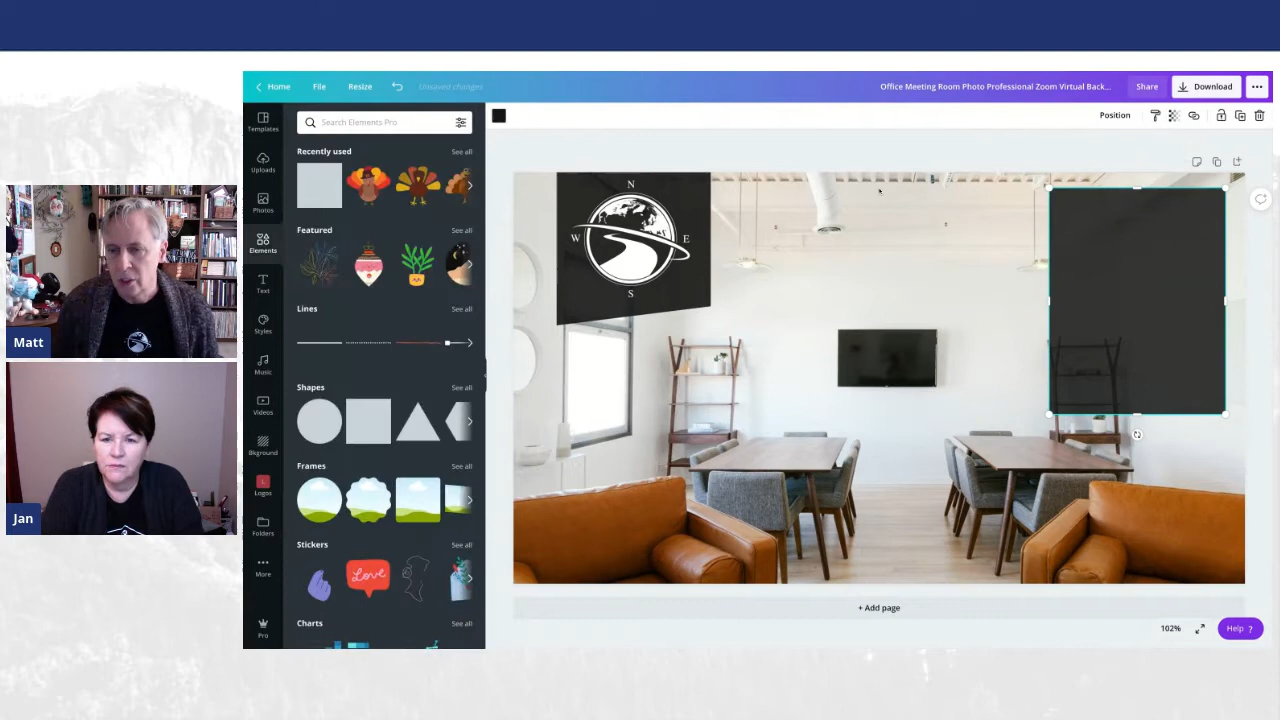 Home File Resize Unsaved changes Office Meeting Room Photo Professional Zoom Virtual Back... Share Download
Search Elements Pro
Position
Templates
Uploads
Photos
Elements
Text
Styles
Music
Videos
Bkground
Logos
Folders
More
Pro
Recently used See all
Featured See all
Lines See all
Shapes See all
Frames See all
Stickers See all
Love
Charts See all
N
W E
S
+ Add page
102% Help ?
Matt
Jan